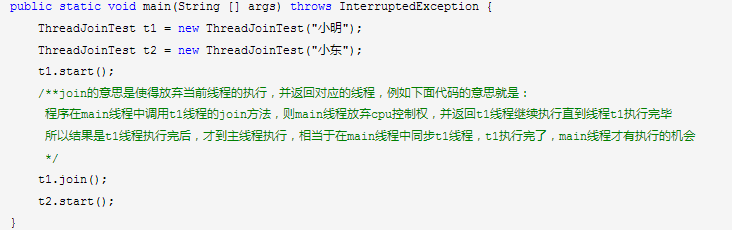 public static void main(String [] args) throws InterruptedException {
ThreadJoinTest t1 = new ThreadJoinTest("小明");
ThreadJoinTest t2 = new ThreadJoinTest("小东");
t1.start();
/**join的意思是使得放弃当前线程的执行，并返回对应的线程，例如下面代码的意思就是：
程序在main线程中调用t1线程的join方法，则main线程放弃cpu控制权，并返回t1线程继续执行直到线程t1执行完毕
所以结果是t1线程执行完后，才到主线程执行，相当于在main线程中同步t1线程，t1执行完了，main线程才有执行的机会
*/
t1.join();
t2.start();
}